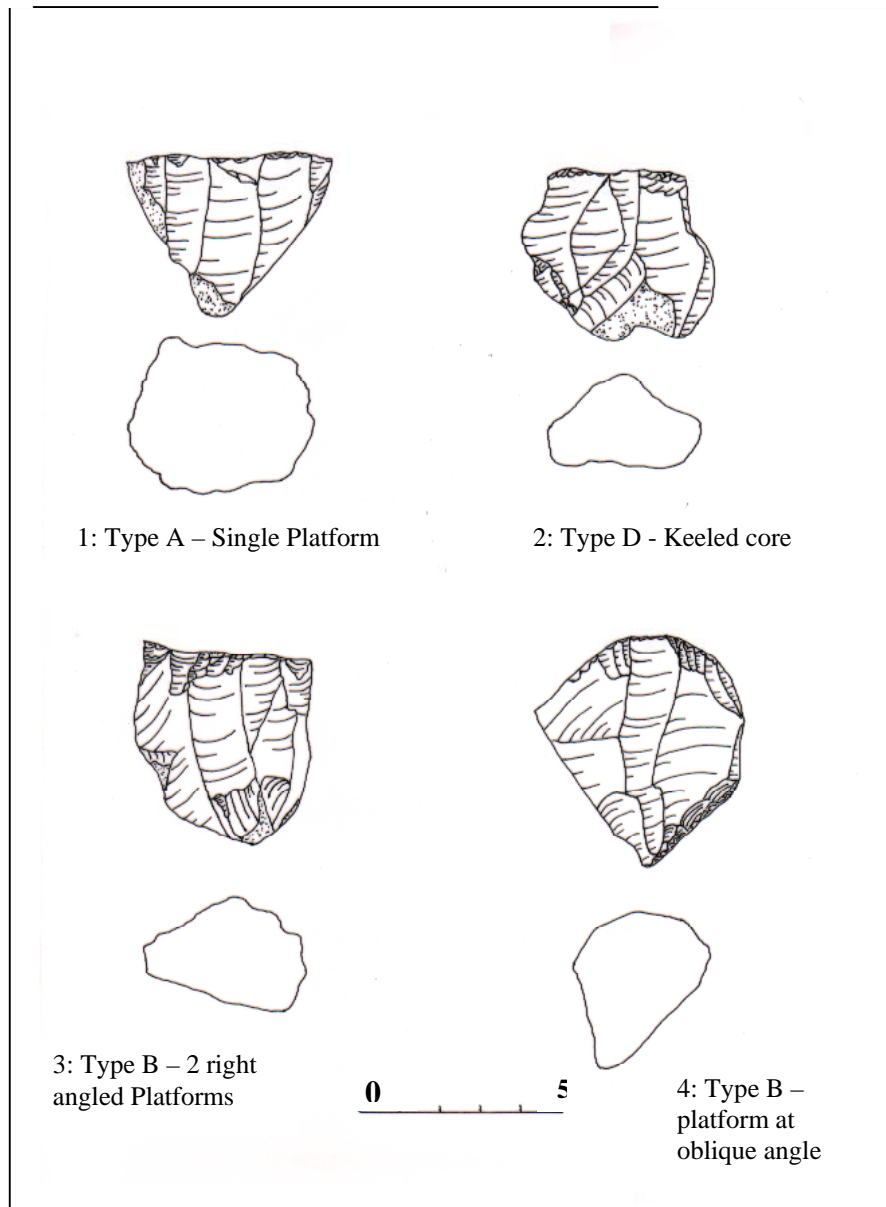 1: Type A – Single Platform
2: Type D - Keeled core
3: Type B – 2 right
angled Platforms
0 5
4: Type B –
platform at
oblique angle